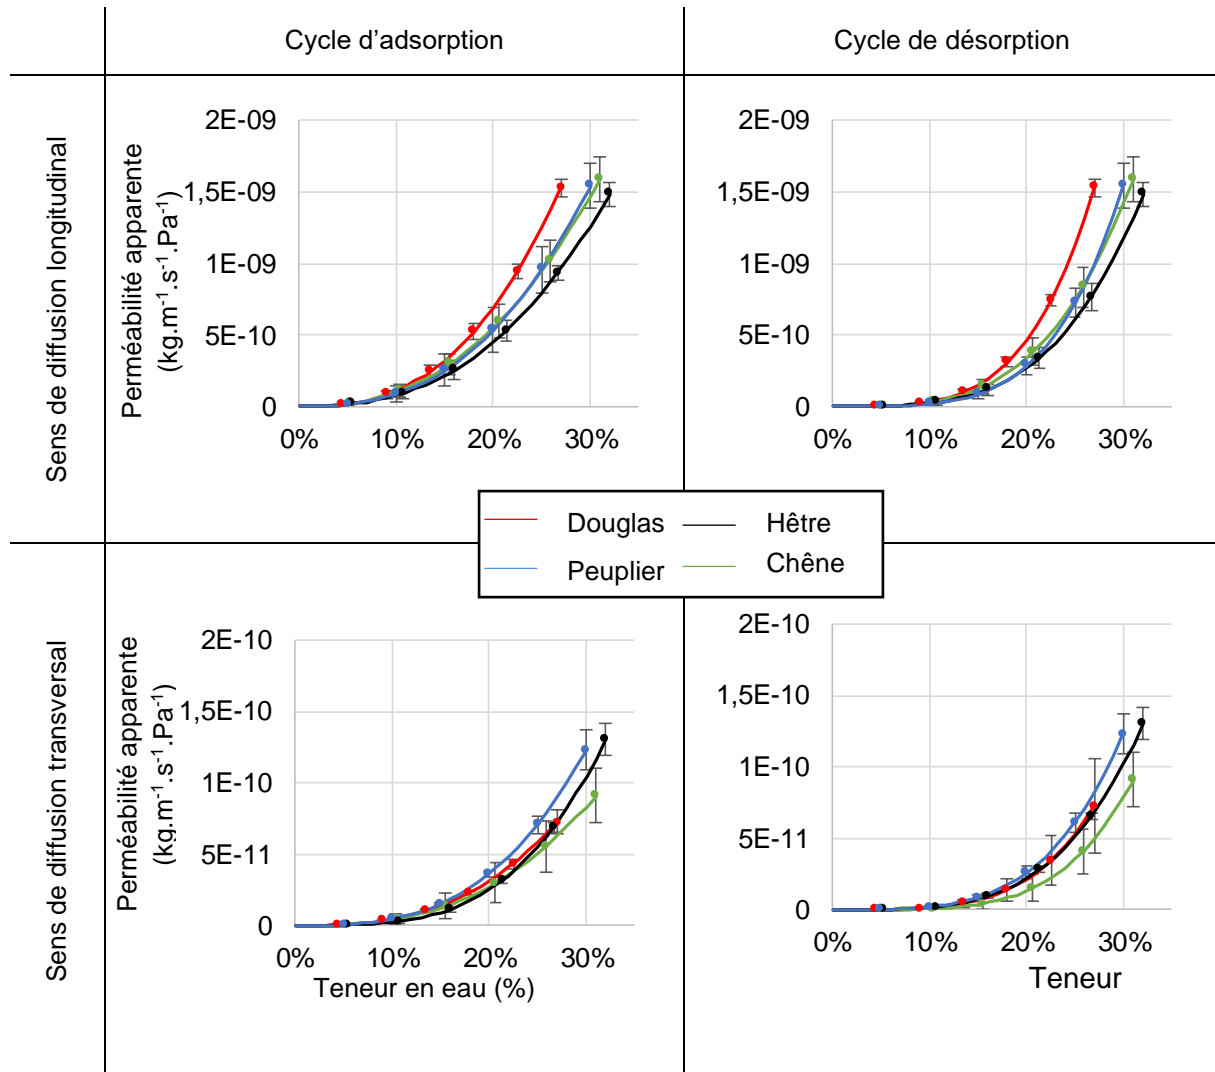 Cycle d'adsorption
Cycle de désorption
Sens de diffusion longitudinal
Perméabilité apparente
(kg.m⁻¹.s⁻¹.Pa⁻¹)
2E-09
1,5E-09
1E-09
5E-10
0
0% 10% 20% 30%
2E-09
1,5E-09
1E-09
5E-10
0
0% 10% 20% 30%
Douglas Hêtre
Peuplier Chêne
Sens de diffusion transversal
Perméabilité apparente
(kg.m⁻¹.s⁻¹.Pa⁻¹)
2E-10
1,5E-10
1E-10
5E-11
0
0% 10% 20% 30%
Teneur en eau (%)
2E-10
1,5E-10
1E-10
5E-11
0
0% 10% 20% 30%
Teneur